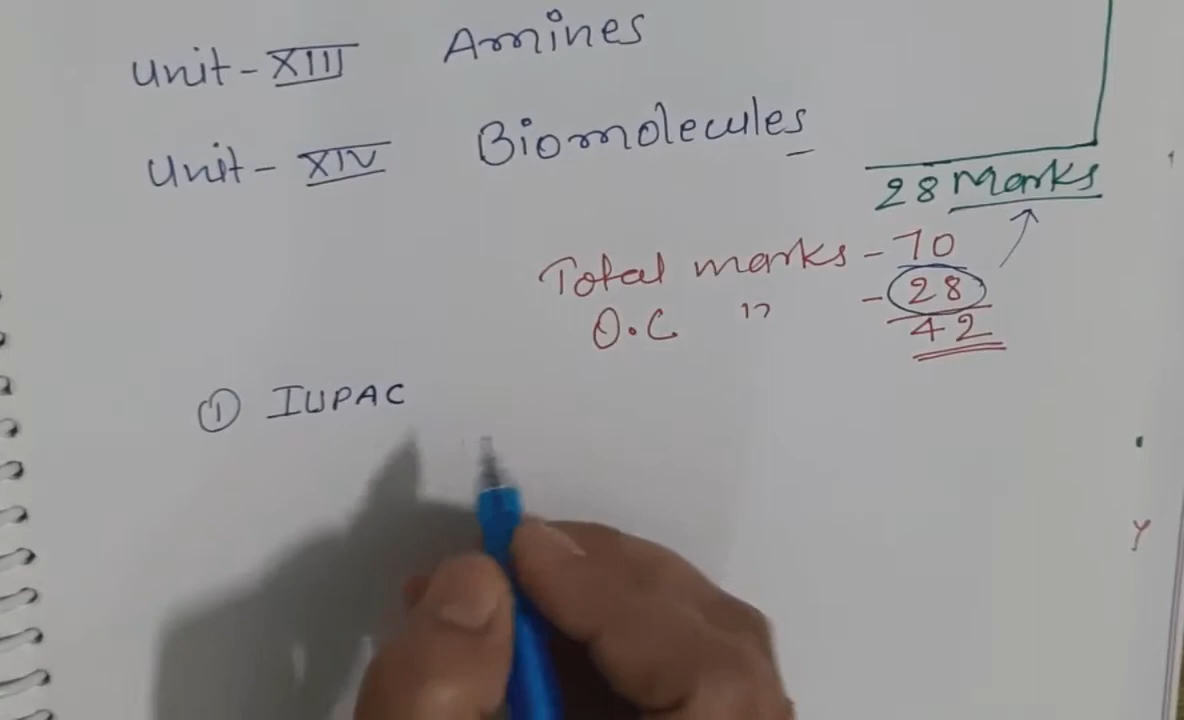 Unit-XIII Amines
Unit-XIV Biomolecules
28 Marks
Total marks - 70
O.C " - 28
42
① IUPAC
y